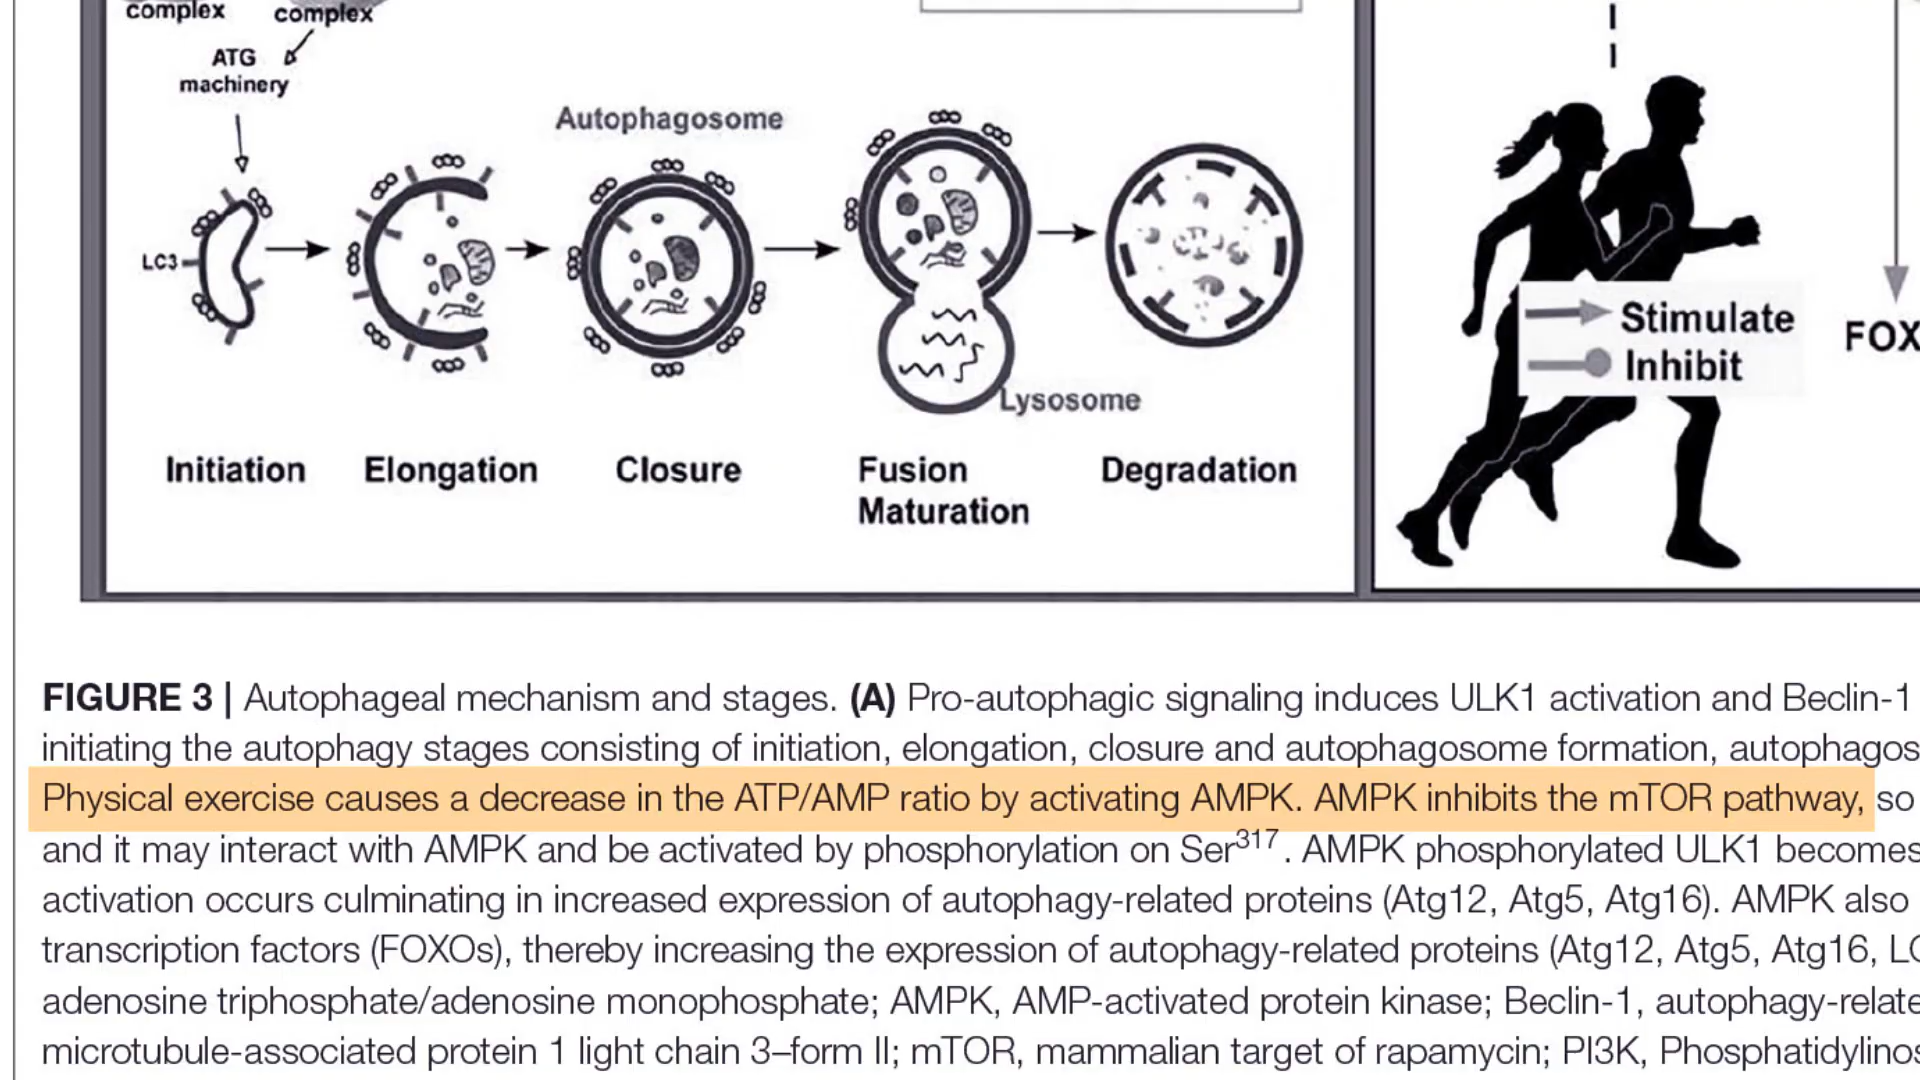 complex complex
ATG
machinery
Autophagosome
LC3
Lysosome
Initiation Elongation Closure Fusion
Maturation Degradation
Stimulate
Inhibit
FOX
FIGURE 3 | Autophageal mechanism and stages. (A) Pro-autophagic signaling induces ULK1 activation and Beclin-1
initiating the autophagy stages consisting of initiation, elongation, closure and autophagosome formation, autophagos
Physical exercise causes a decrease in the ATP/AMP ratio by activating AMPK. AMPK inhibits the mTOR pathway, so
and it may interact with AMPK and be activated by phosphorylation on Ser³¹⁷. AMPK phosphorylated ULK1 becomes
activation occurs culminating in increased expression of autophagy-related proteins (Atg12, Atg5, Atg16). AMPK also
transcription factors (FOXOs), thereby increasing the expression of autophagy-related proteins (Atg12, Atg5, Atg16, LC
adenosine triphosphate/adenosine monophosphate; AMPK, AMP-activated protein kinase; Beclin-1, autophagy-relate
microtubule-associated protein 1 light chain 3–form II; mTOR, mammalian target of rapamycin; PI3K, Phosphatidylinos